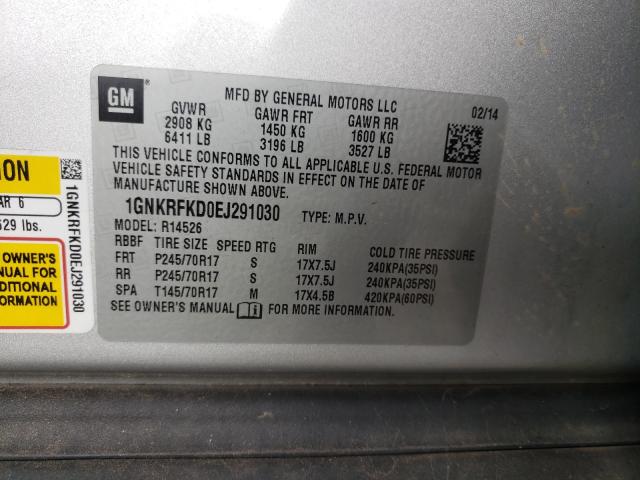 GM
MFD BY GENERAL MOTORS LLC
02/14
GVWR GAWR FRT GAWR RR
2908 KG 1450 KG 1600 KG
6411 LB 3196 LB 3527 LB
THIS VEHICLE CONFORMS TO ALL APPLICABLE U.S. FEDERAL MOTOR
VEHICLE SAFETY STANDARDS IN EFFECT ON THE DATE OF
MANUFACTURE SHOWN ABOVE.
1GNKRFKD0EJ291030 TYPE: M.P.V.
MODEL: R14526
RBBF TIRE SIZE SPEED RTG RIM COLD TIRE PRESSURE
FRT P245/70R17 S 17X7.5J 240KPA(35PSI)
RR P245/70R17 S 17X7.5J 240KPA(35PSI)
SPA T145/70R17 M 17X4.5B 420KPA(60PSI)
SEE OWNER'S MANUAL FOR MORE INFORMATION.
ION
AR 6
529 lbs.
OWNER'S
NUAL FOR
DITIONAL
ORMATION
1GNKRFKD0EJ291030